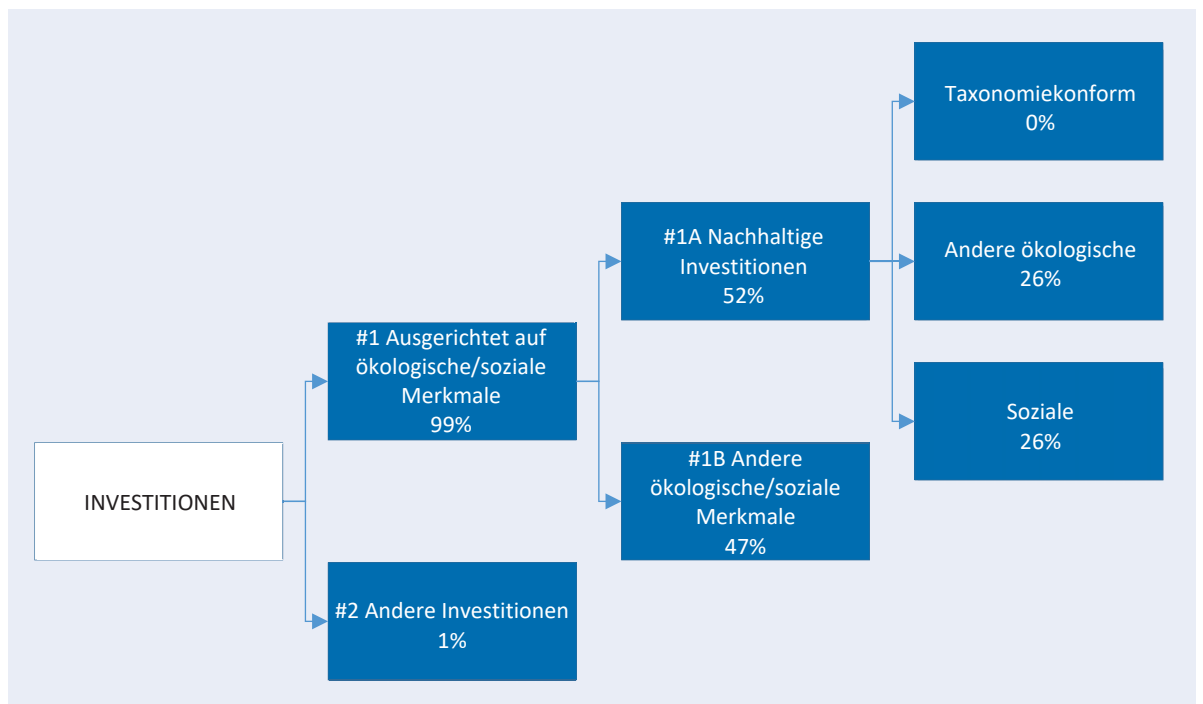 Taxonomiekonform
0%
#1A Nachhaltige
Investitionen
52%
Andere ökologische
26%
#1 Ausgerichtet auf
ökologische/soziale
Merkmale
99%
Soziale
26%
INVESTITIONEN
#1B Andere
ökologische/soziale
Merkmale
47%
#2 Andere Investitionen
1%